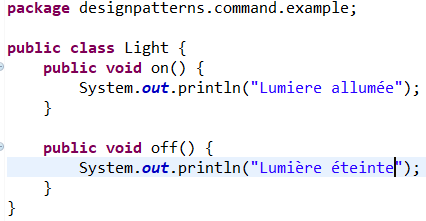 package designpatterns.command.example;
public class Light {
public void on() {
System.out.println("Lumiere allumée");
}
public void off() {
System.out.println("Lumière éteinte");
}
}